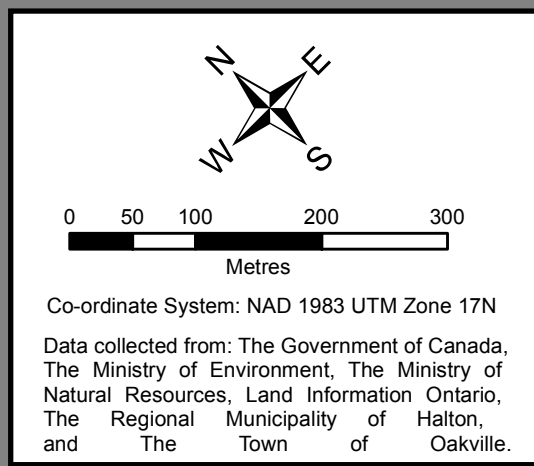 N E
W S
0 50 100 200 300
Metres
Co-ordinate System: NAD 1983 UTM Zone 17N
Data collected from: The Government of Canada,
The Ministry of Environment, The Ministry of
Natural Resources, Land Information Ontario,
The Regional Municipality of Halton,
and The Town of Oakville.